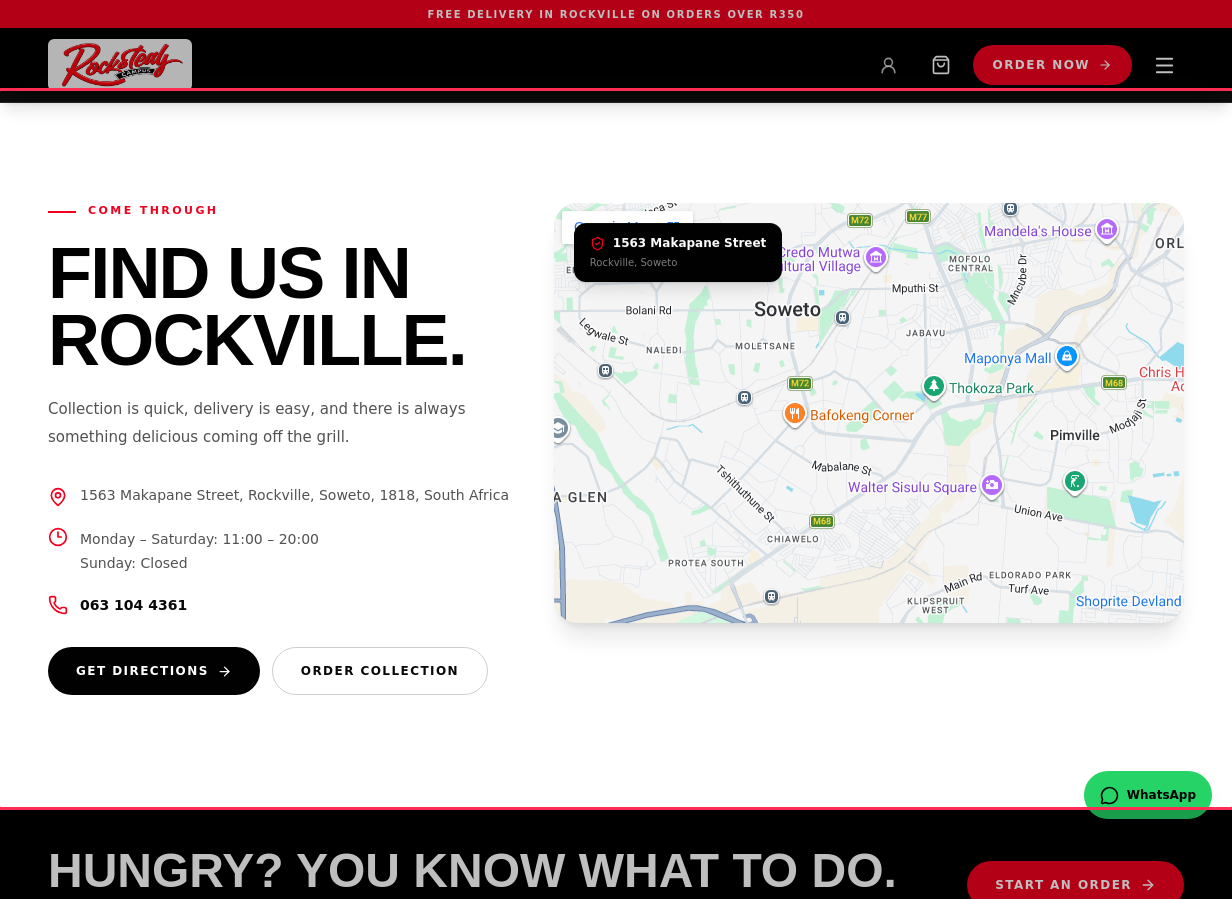 FREE DELIVERY IN ROCKVILLE ON ORDERS OVER R350
Rocksteady
CAMPUS
ORDER NOW
COME THROUGH
FIND US IN
ROCKVILLE.
Collection is quick, delivery is easy, and there is always
something delicious coming off the grill.
1563 Makapane Street, Rockville, Soweto, 1818, South Africa
Monday – Saturday: 11:00 – 20:00
Sunday: Closed
063 104 4361
GET DIRECTIONS
ORDER COLLECTION
1563 Makapane Street
Rockville, Soweto
M72
M77
Mandela's House
ORL
Credo Mutwa
MOFOLO
CENTRAL
Mncube Dr
Mputhi St
Bolani Rd
Soweto
Legwale St
NALEDI
MOLETSANE
JABAVU
Maponya Mall
Chris H
M72
Thokoza Park
M68
Bafokeng Corner
Modjaji St
Pimville
Mabalane St
Tshithuthune St
Walter Sisulu Square
A GLEN
Union Ave
M68
CHIAWELO
PROTEA SOUTH
Main Rd
ELDORADO PARK
Turf Ave
KLIPSPRUIT
WEST
Shoprite Devland
WhatsApp
HUNGRY? YOU KNOW WHAT TO DO.
START AN ORDER